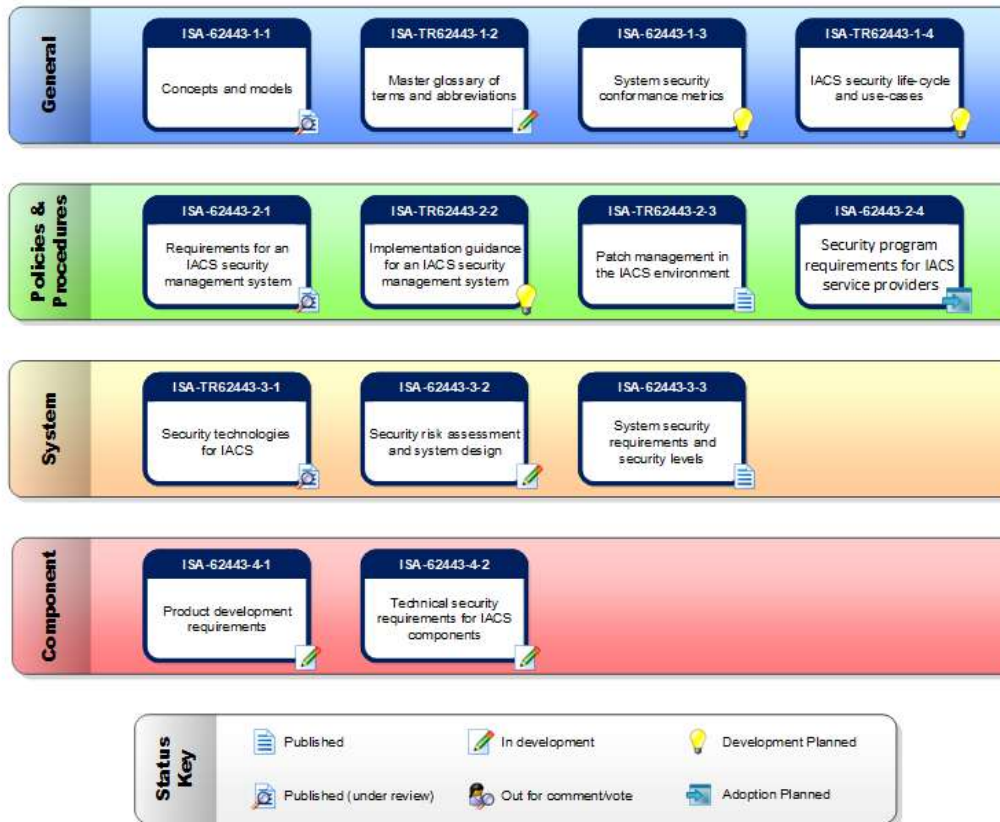 General
ISA-62443-1-1
Concepts and models
ISA-TR62443-1-2
Master glossary of
terms and abbreviations
ISA-62443-1-3
System security
conformance metrics
ISA-TR62443-1-4
IACS security life-cycle
and use-cases
Policies &
Procedures
ISA-62443-2-1
Requirements for an
IACS security
management system
ISA-TR62443-2-2
Implementation guidance
for an IACS security
management system
ISA-TR62443-2-3
Patch management in
the IACS environment
ISA-62443-2-4
Security program
requirements for IACS
service providers
System
ISA-TR62443-3-1
Security technologies
for IACS
ISA-62443-3-2
Security risk assessment
and system design
ISA-62443-3-3
System security
requirements and
security levels
Component
ISA-62443-4-1
Product development
requirements
ISA-62443-4-2
Technical security
requirements for IACS
components
Status
Key
Published
In development
Development Planned
Published (under review)
Out for comment/vote
Adoption Planned